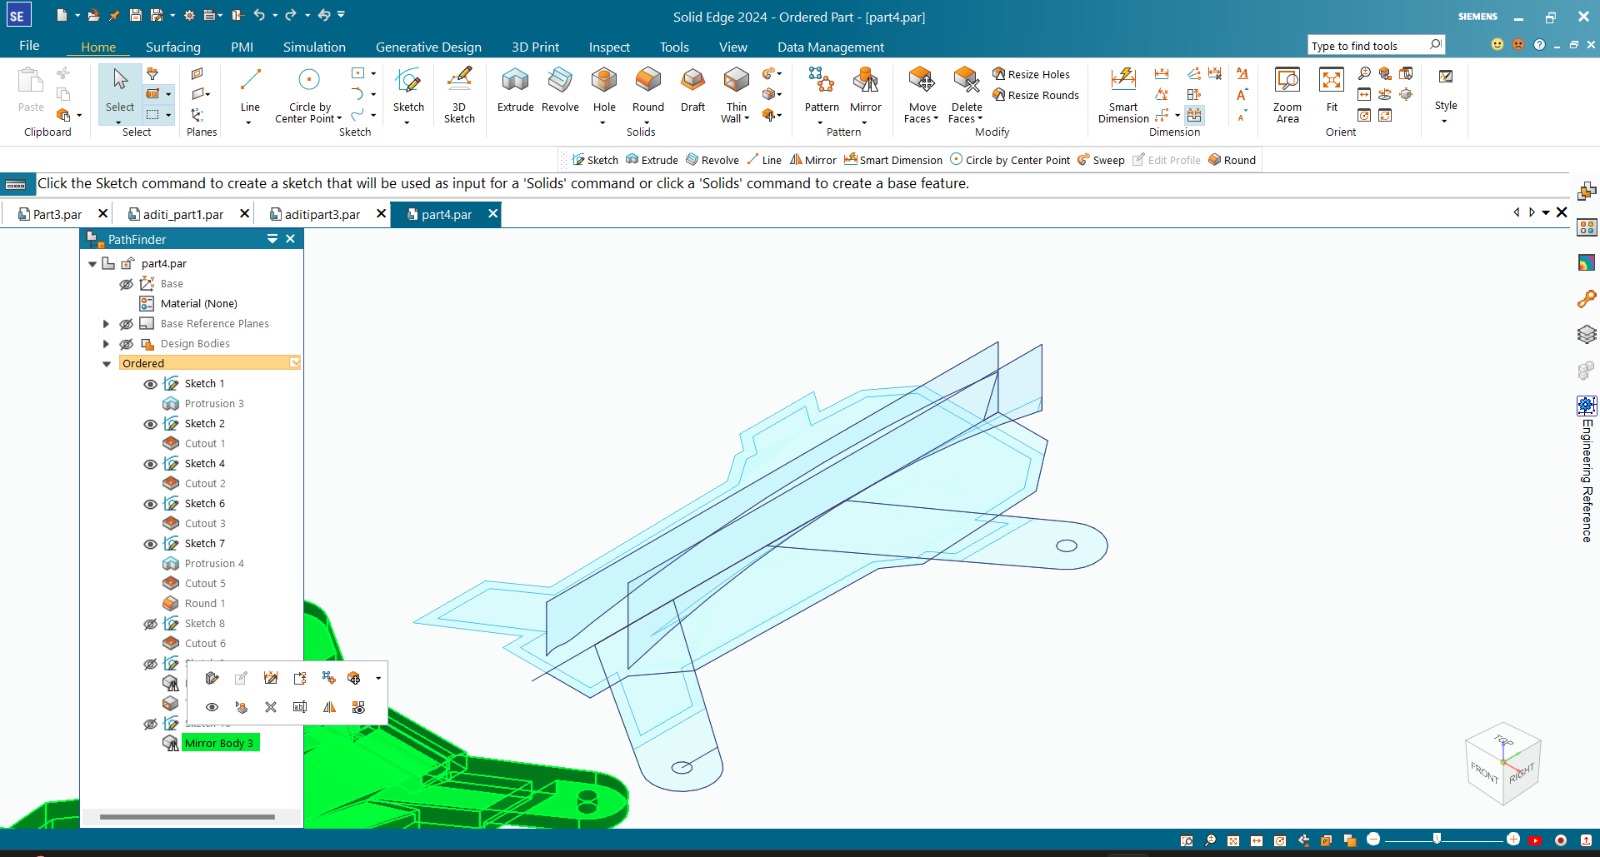 SE
Solid Edge 2024 - Ordered Part - [part4.par]
SIEMENS
File
Home
Surfacing
PMI
Simulation
Generative Design
3D Print
Inspect
Tools
View
Data Management
Type to find tools
Paste
Clipboard
Select
Select
Planes
Line
Circle by
Center Point
Sketch
Sketch
3D
Sketch
Extrude
Revolve
Hole
Round
Draft
Thin
Wall
Solids
Pattern
Mirror
Pattern
Move
Faces
Delete
Faces
Resize Holes
Resize Rounds
Modify
Smart
Dimension
Dimension
Zoom
Area
Fit
Orient
Style
Sketch
Extrude
Revolve
Line
Mirror
Smart Dimension
Circle by Center Point
Sweep
Edit Profile
Round
Click the Sketch command to create a sketch that will be used as input for a 'Solids' command or click a 'Solids' command to create a base feature.
Part3.par
aditi_part1.par
aditipart3.par
part4.par
PathFinder
part4.par
Base
Material (None)
Base Reference Planes
Design Bodies
Ordered
Sketch 1
Protrusion 3
Sketch 2
Cutout 1
Sketch 4
Cutout 2
Sketch 6
Cutout 3
Sketch 7
Protrusion 4
Cutout 5
Round 1
Sketch 8
Cutout 6
Mirror Body 3
Engineering Reference
TOP
FRONT
RIGHT